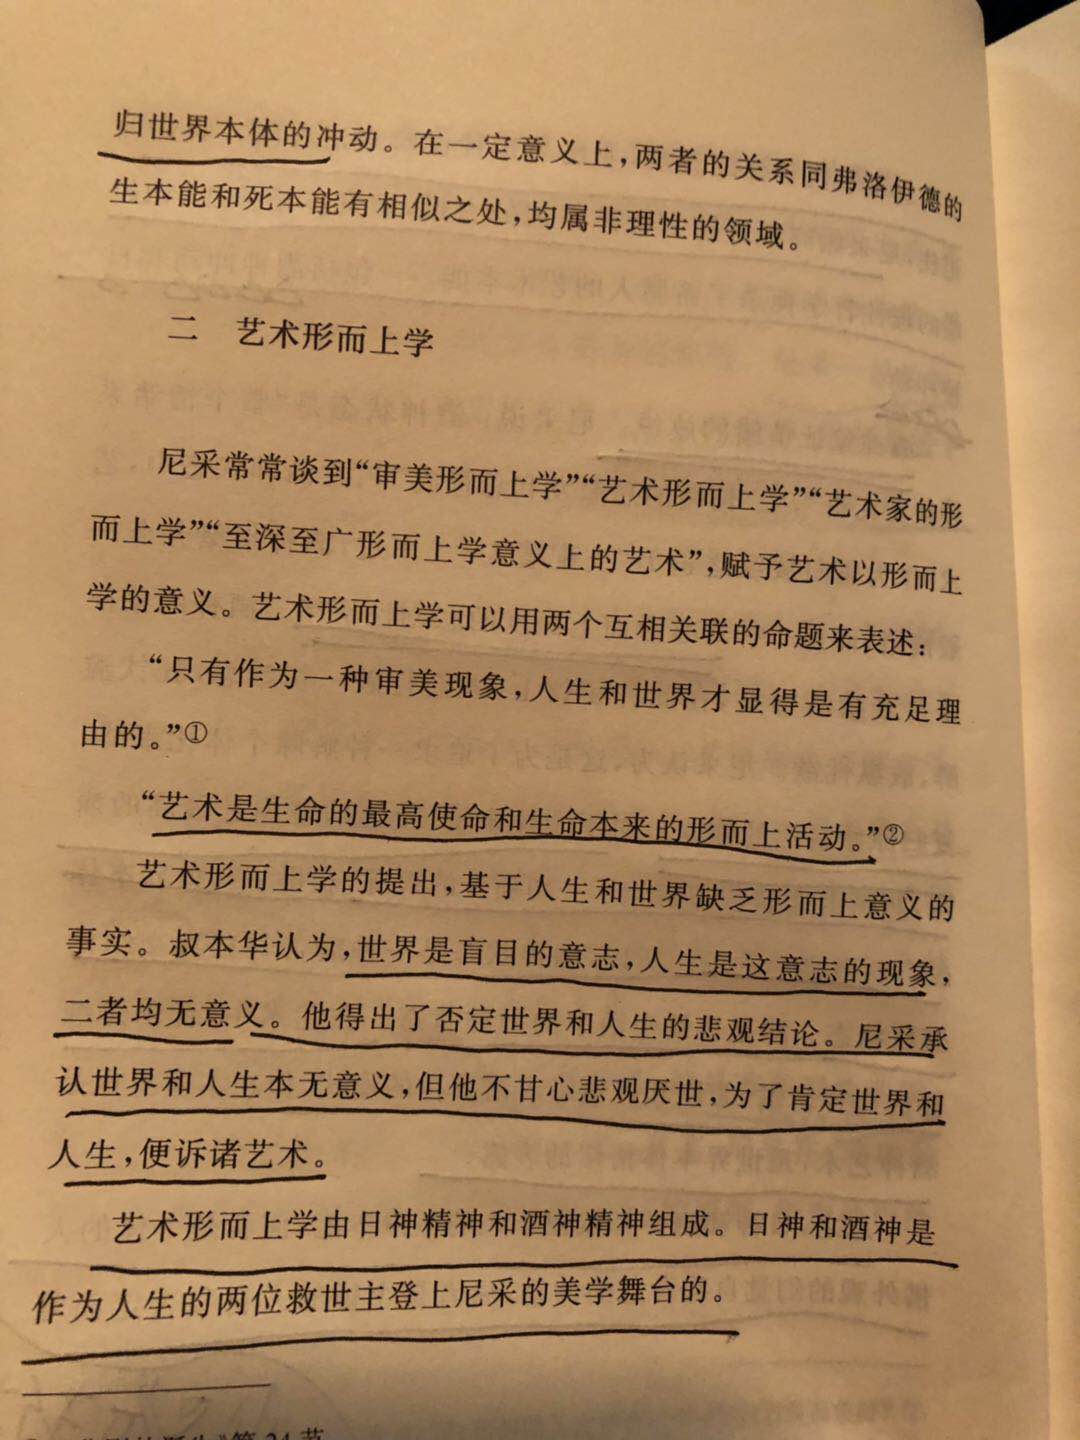 归世界本体的冲动。在一定意义上，两者的关系同弗洛伊德的
生本能和死本能有相似之处，均属非理性的领域。
二　艺术形而上学
尼采常常谈到“审美形而上学”“艺术形而上学”“艺术家的形
而上学”“至深至广形而上学意义上的艺术”，赋予艺术以形而上
学的意义。艺术形而上学可以用两个互相关联的命题来表述：
“只有作为一种审美现象，人生和世界才显得是有充足理
由的。”①
“艺术是生命的最高使命和生命本来的形而上活动。”②
艺术形而上学的提出，基于人生和世界缺乏形而上意义的
事实。叔本华认为，世界是盲目的意志，人生是这意志的现象，
二者均无意义。他得出了否定世界和人生的悲观结论。尼采承
认世界和人生本无意义，但他不甘心悲观厌世，为了肯定世界和
人生，便诉诸艺术。
艺术形而上学由日神精神和酒神精神组成。日神和酒神是
作为人生的两位救世主登上尼采的美学舞台的。